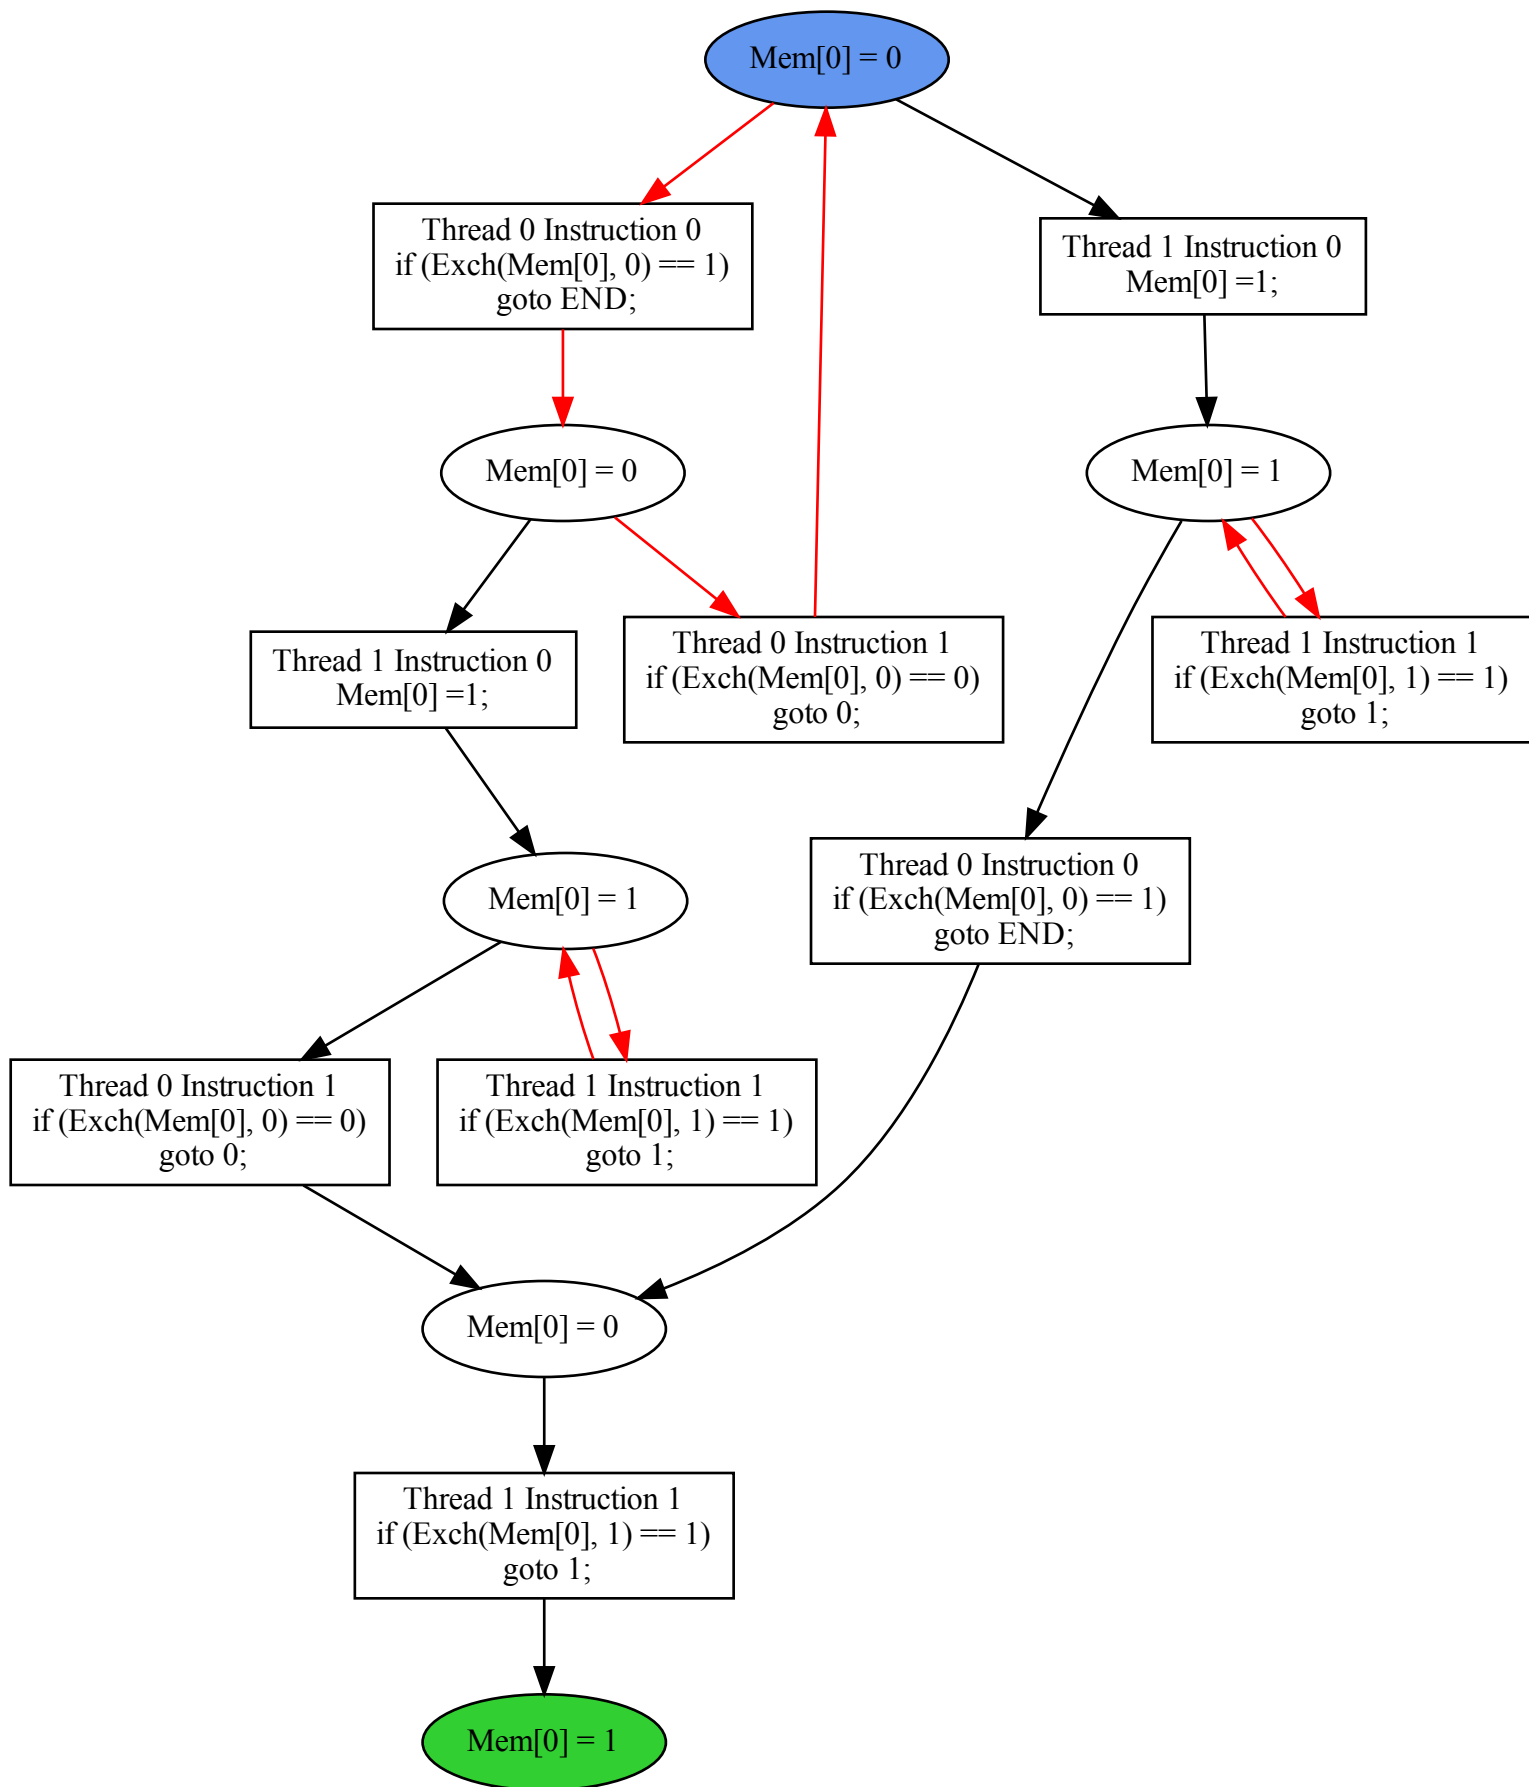 Mem[0] = 0
Thread 0 Instruction 0
if (Exch(Mem[0], 0) == 1)
goto END;
Thread 1 Instruction 0
Mem[0] =1;
Mem[0] = 0
Mem[0] = 1
Thread 1 Instruction 0
Mem[0] =1;
Thread 0 Instruction 1
if (Exch(Mem[0], 0) == 0)
goto 0;
Thread 1 Instruction 1
if (Exch(Mem[0], 1) == 1)
goto 1;
Mem[0] = 1
Thread 0 Instruction 0
if (Exch(Mem[0], 0) == 1)
goto END;
Thread 0 Instruction 1
if (Exch(Mem[0], 0) == 0)
goto 0;
Thread 1 Instruction 1
if (Exch(Mem[0], 1) == 1)
goto 1;
Mem[0] = 0
Thread 1 Instruction 1
if (Exch(Mem[0], 1) == 1)
goto 1;
Mem[0] = 1